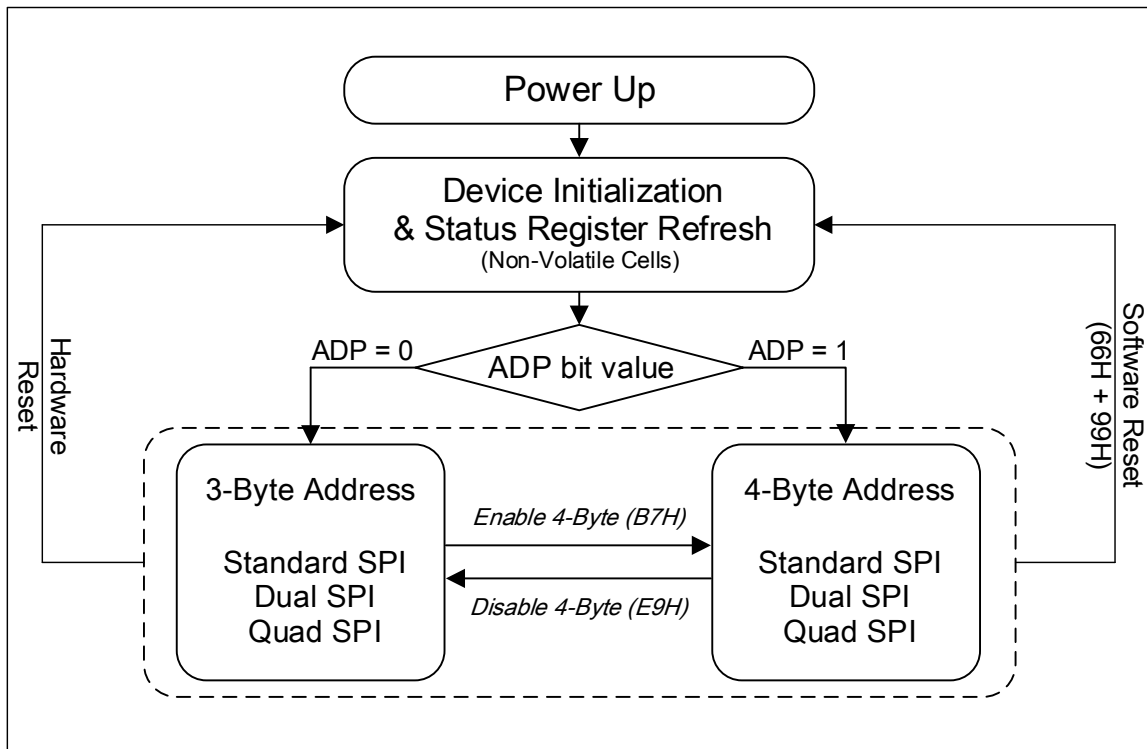 Power Up
Device Initialization
& Status Register Refresh
(Non-Volatile Cells)
ADP = 0
ADP bit value
ADP = 1
Hardware
Reset
Software Reset
(66H + 99H)
3-Byte Address
Standard SPI
Dual SPI
Quad SPI
Enable 4-Byte (B7H)
Disable 4-Byte (E9H)
4-Byte Address
Standard SPI
Dual SPI
Quad SPI